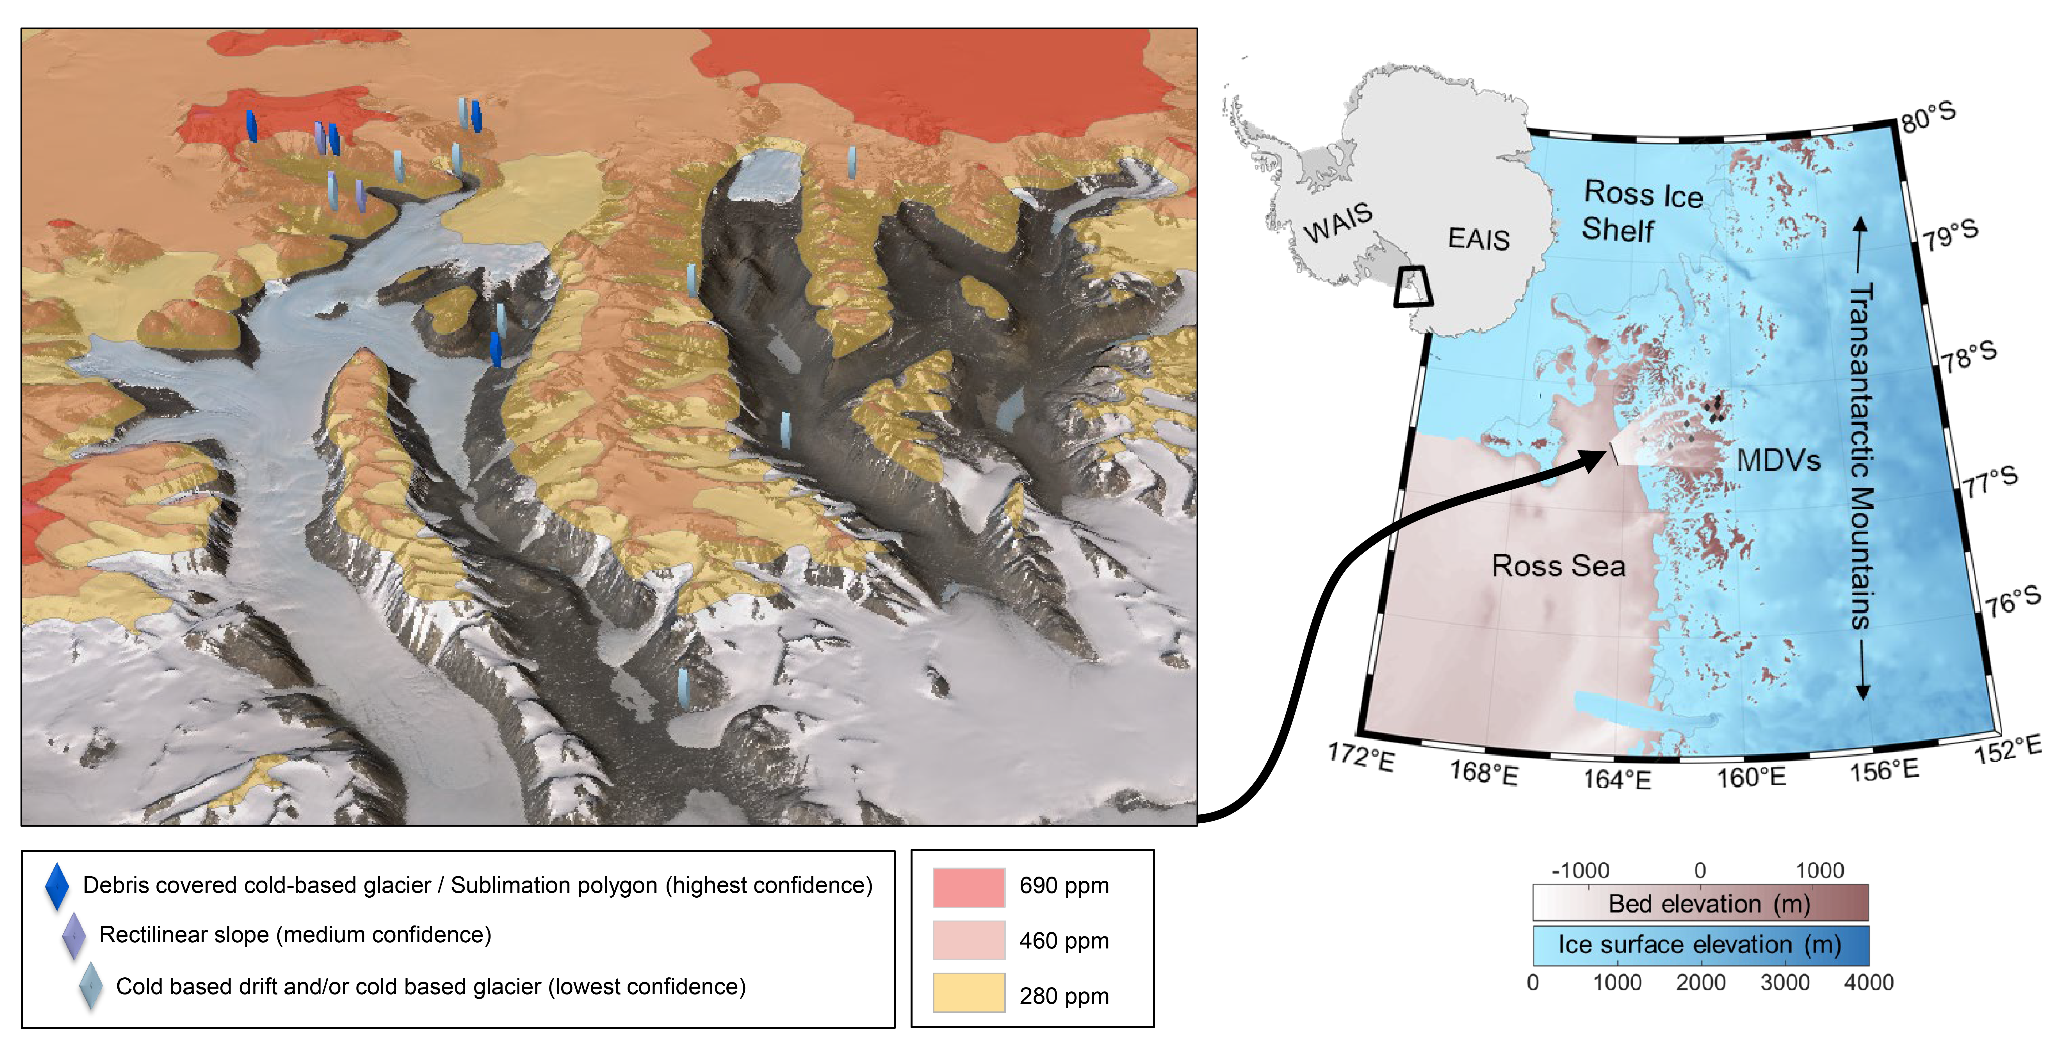 WAIS
EAIS
Ross Ice
Shelf
80°S
79°S
78°S
77°S
76°S
Transantarctic Mountains
MDVs
Ross Sea
172°E
168°E
164°E
160°E
156°E
152°E
Debris covered cold-based glacier / Sublimation polygon (highest confidence)
Rectilinear slope (medium confidence)
Cold based drift and/or cold based glacier (lowest confidence)
690 ppm
460 ppm
280 ppm
-1000 0 1000
Bed elevation (m)
Ice surface elevation (m)
0 1000 2000 3000 4000